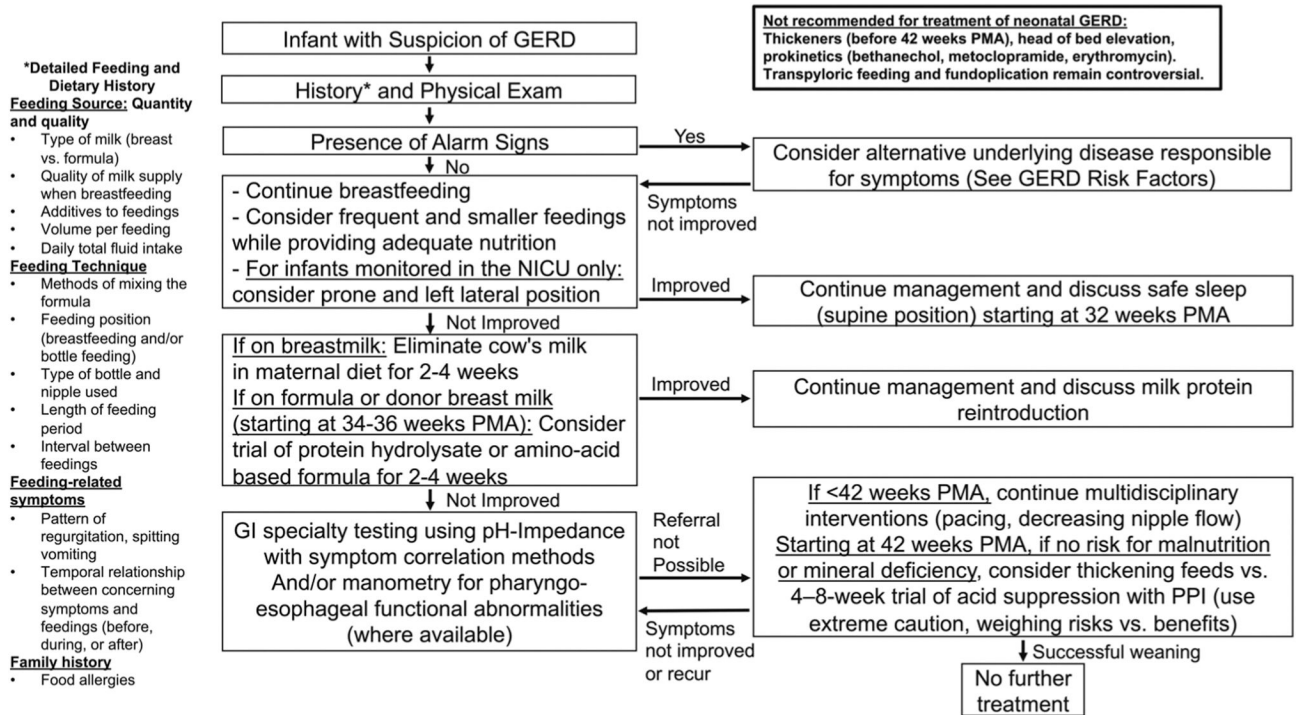 Infant with Suspicion of GERD
Not recommended for treatment of neonatal GERD:
Thickeners (before 42 weeks PMA), head of bed elevation,
prokinetics (bethanechol, metoclopramide, erythromycin).
Transpyloric feeding and fundoplication remain controversial.
*Detailed Feeding and
Dietary History
Feeding Source: Quantity
and quality
• Type of milk (breast
vs. formula)
• Quality of milk supply
when breastfeeding
• Additives to feedings
• Volume per feeding
• Daily total fluid intake
Feeding Technique
• Methods of mixing the
formula
• Feeding position
(breastfeeding and/or
bottle feeding)
• Type of bottle and
nipple used
• Length of feeding
period
• Interval between
feedings
Feeding-related
symptoms
• Pattern of
regurgitation, spitting
vomiting
• Temporal relationship
between concerning
symptoms and
feedings (before,
during, or after)
Family history
• Food allergies
History* and Physical Exam
Presence of Alarm Signs
Yes
Consider alternative underlying disease responsible
for symptoms (See GERD Risk Factors)
No
Symptoms
not improved
- Continue breastfeeding
- Consider frequent and smaller feedings
while providing adequate nutrition
- For infants monitored in the NICU only:
consider prone and left lateral position
Improved
Continue management and discuss safe sleep
(supine position) starting at 32 weeks PMA
Not Improved
If on breastmilk: Eliminate cow's milk
in maternal diet for 2-4 weeks
If on formula or donor breast milk
(starting at 34-36 weeks PMA): Consider
trial of protein hydrolysate or amino-acid
based formula for 2-4 weeks
Improved
Continue management and discuss milk protein
reintroduction
Not Improved
GI specialty testing using pH-Impedance
with symptom correlation methods
And/or manometry for pharyngo-
esophageal functional abnormalities
(where available)
Referral
not
Possible
Symptoms
not improved
or recur
If <42 weeks PMA, continue multidisciplinary
interventions (pacing, decreasing nipple flow)
Starting at 42 weeks PMA, if no risk for malnutrition
or mineral deficiency, consider thickening feeds vs.
4–8-week trial of acid suppression with PPI (use
extreme caution, weighing risks vs. benefits)
Successful weaning
No further
treatment